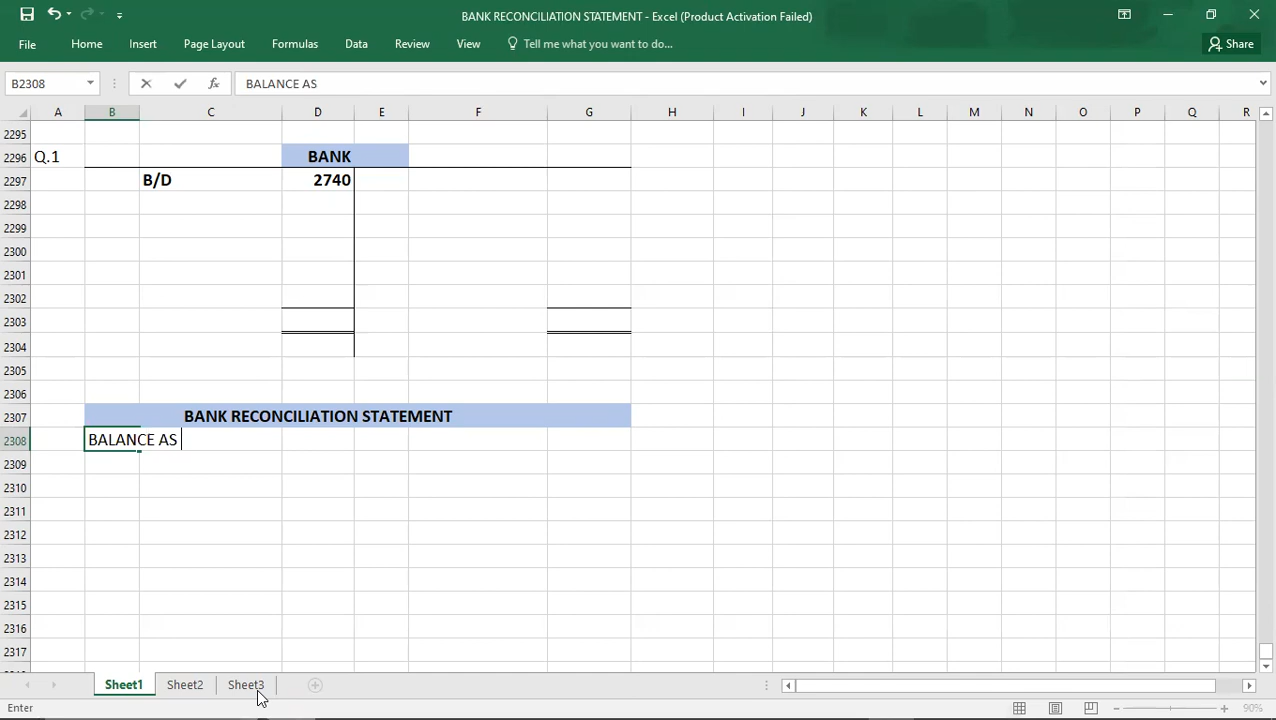 BANK RECONCILIATION STATEMENT - Excel (Product Activation Failed)
File Home Insert Page Layout Formulas Data Review View Tell me what you want to do... Share
B2308 fx BALANCE AS
A B C D E F G H I J K L M N O P Q R
2295
2296 Q.1 BANK
2297 B/D 2740
2298
2299
2300
2301
2302
2303
2304
2305
2306
2307 BANK RECONCILIATION STATEMENT
2308 BALANCE AS
2309
2310
2311
2312
2313
2314
2315
2316
2317
Sheet1 Sheet2 Sheet3
Enter 90%